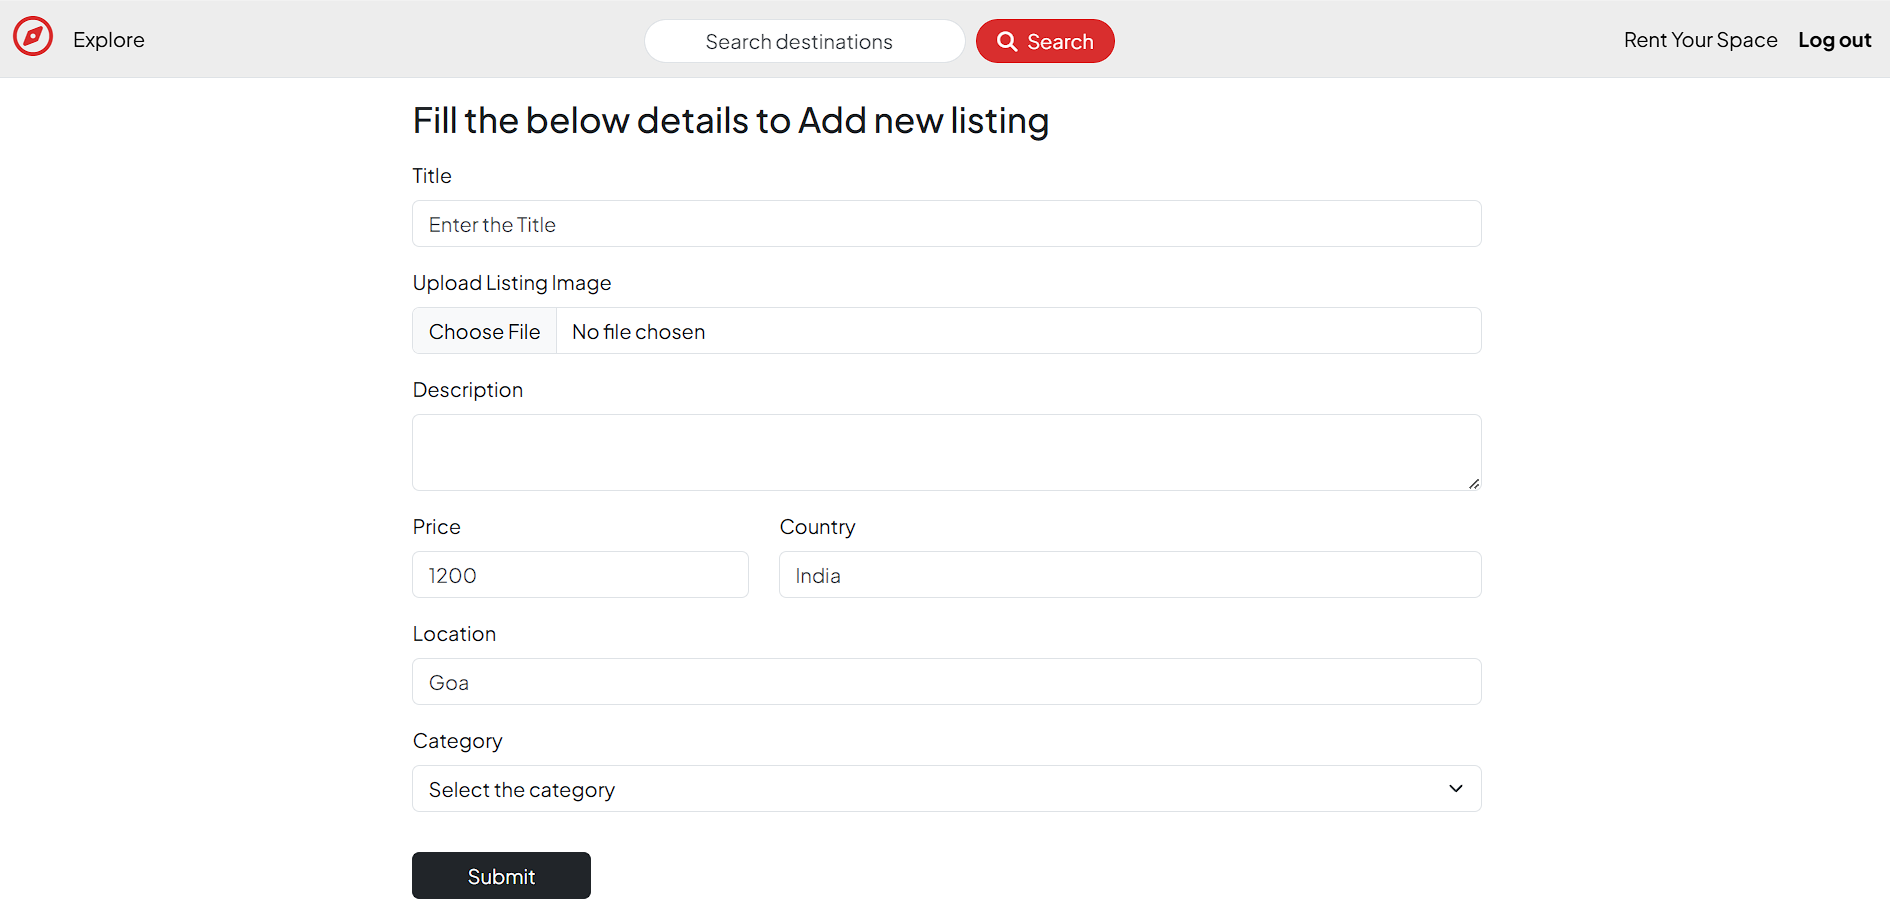 Explore
Search destinations
Search
Rent Your Space
Log out
Fill the below details to Add new listing
Title
Enter the Title
Upload Listing Image
Choose File No file chosen
Description
Price
1200
Country
India
Location
Goa
Category
Select the category
Submit